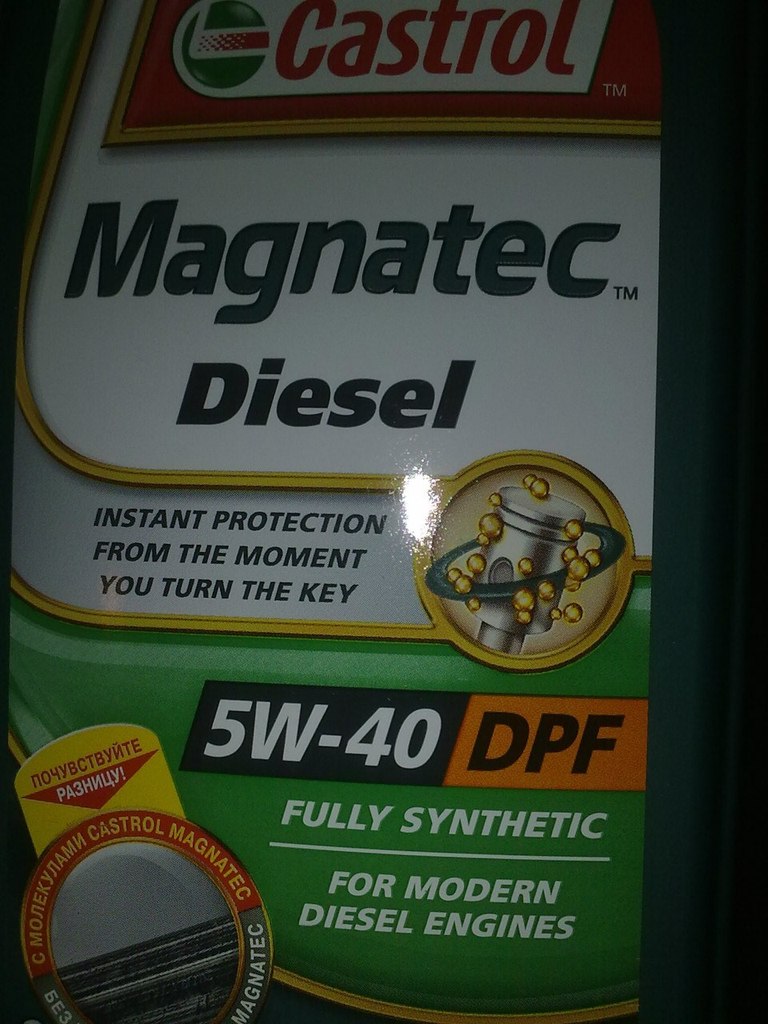 Castrol
TM
Magnatec
TM
Diesel
INSTANT PROTECTION
FROM THE MOMENT
YOU TURN THE KEY
5W-40 DPF
FULLY SYNTHETIC
FOR MODERN
DIESEL ENGINES
ПОЧУВСТВУЙТЕ
РАЗНИЦУ!
С МОЛЕКУЛАМИ CASTROL MAGNATEC
БЕЗ
MAGNATEC